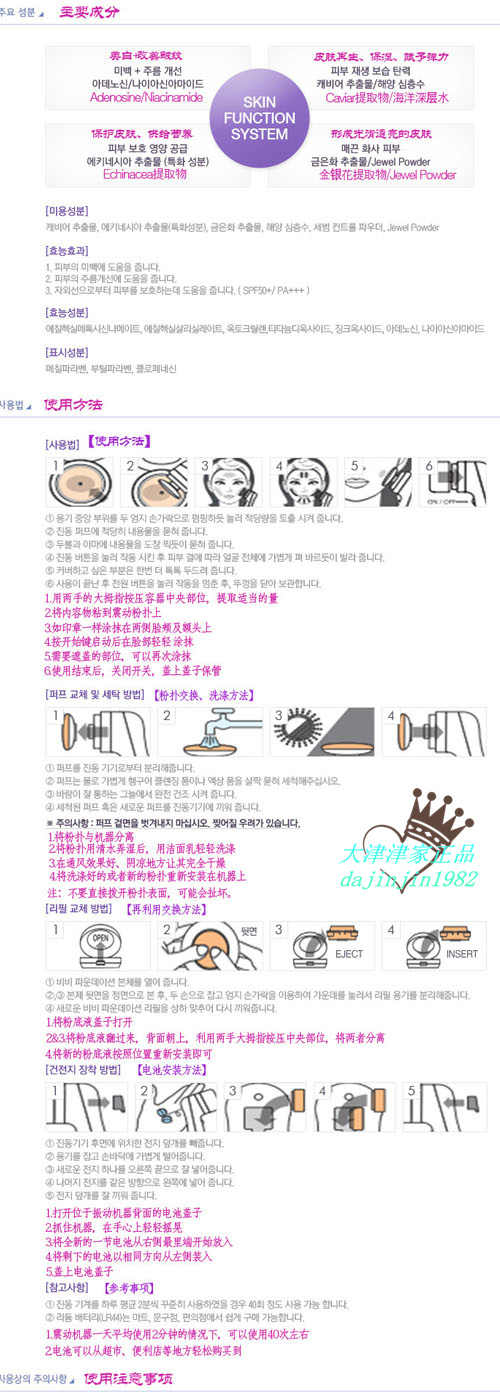 주요 성분
主要成分
美白+改善皱纹
미백 + 주름 개선
아데노신/나이아신아마이드
Adenosine/Niacinamide
皮肤再生、保湿、赋予弹力
피부 재생 보습 탄력
캐비어 추출물/해양 심층수
Caviar提取物/海洋深层水
SKIN
FUNCTION
SYSTEM
保护皮肤、供给营养
피부 보호 영양 공급
에키네시아 추출물 (특화 성분)
Echinacea提取物
形成光滑透亮的皮肤
매끈 화사 피부
금은화 추출물/Jewel Powder
金银花提取物/Jewel Powder
[미용성분]
캐비어 추출물, 에키네시아 추출물(특화성분), 금은화 추출물, 해양 심층수, 세범 컨트롤 파우더, Jewel Powder
[효능효과]
1. 피부의 미백에 도움을 줍니다.
2. 피부의 주름개선에 도움을 줍니다.
3. 자외선으로부터 피부를 보호하는데 도움을 줍니다. ( SPF50+/ PA+++ )
[효능성분]
에칠헥실메톡시신나메이트, 에칠헥실살리실레이트, 옥토크릴렌,티타늄디옥사이드, 징크옥사이드, 아데노신, 나이아신아마이드
[표시성분]
메칠파라벤, 부틸파라벤, 클로페네신
사용법
使用方法
[사용법] 【使用方法】
1 2 3 4 5 6
ON / OFF
① 용기 중앙 부위를 두 엄지 손가락으로 펌핑하듯 눌러 적당량을 토출 시켜 줍니다.
② 진동 퍼프에 적당히 내용물을 묻혀 줍니다.
③ 두볼과 이마에 내용물을 도장 찍듯이 묻혀 줍니다.
④ 진동 버튼을 눌러 작동 시킨 후 피부 결에 따라 얼굴 전체에 가볍게 펴 바르듯이 발라 줍니다.
⑤ 커버하고 싶은 부분은 한번 더 톡톡 두드려 줍니다.
⑥ 사용이 끝난 후 전원 버튼을 눌러 작동을 멈춘 후, 뚜껑을 닫아 보관합니다.
1.用两手的大拇指按压容器中央部位，提取适当的量
2.将内容物粘到震动粉扑上
3.如印章一样涂抹在两侧脸颊及额头上
4.按开始键启动后在脸部轻轻 涂抹
5.需要遮盖的部位，可以再次涂抹
6.使用结束后，关闭开关，盖上盖子保管
[퍼프 교체 및 세탁 방법] 【粉扑交换、洗涤方法】
1 2 3 4
① 퍼프를 진동 기기로부터 분리해줍니다.
② 퍼프는 물로 가볍게 헹구어 클렌징 폼이나 액상 폼을 살짝 묻혀 세척해주십시오.
③ 바람이 잘 통하는 그늘에서 완전 건조 시켜 줍니다.
④ 세척된 퍼프 혹은 새로운 퍼프를 진동기기에 끼워 줍니다.
※ 주의사항 : 퍼프 겉면을 벗겨내지 마십시오. 찢어질 우려가 있습니다.
1.将粉扑与机器分离
2.将粉扑用清水弄湿后，用洁面乳轻轻洗涤
3.在通风效果好、阴凉地方让其完全干燥
4.将洗涤好的或者新的粉扑重新安装在机器上
注：不要直接拨开粉扑表面，可能会扯坏。
大津津家正品
dajinjin1982
[리필 교체 방법] 【再利用交换方法】
1 OPEN 2 뒷면 3 EJECT 4 INSERT
① 비비 파운데이션 본체를 열어 줍니다.
②,③ 본체 뒷면을 정면으로 본 후, 두 손으로 잡고 엄지 손가락을 이용하여 가운데를 눌러서 리필 용기를 분리해줍니다.
④ 새로운 비비 파운데이션 리필을 상하 맞추어 다시 끼워줍니다.
1.将粉底液盖子打开
2&3.将粉底液翻过来，背面朝上，利用两手大拇指按压中央部位，将两者分离
4.将新的粉底液按照位置重新安装即可
[건전지 장착 방법] 【电池安装方法】
1 2 3 4 5
① 진동기기 후면에 위치한 전지 덮개를 빼줍니다.
② 용기를 잡고 손바닥에 가볍게 털어줍니다.
③ 새로운 전지 하나를 오른쪽 끝으로 잘 넣어줍니다.
④ 나머지 전지를 같은 방향으로 왼쪽에 넣어 줍니다.
⑤ 전지 덮개를 잘 끼워 줍니다.
1.打开位于振动机器背面的电池盖子
2.抓住机器，在手心上轻轻摇晃
3.将全新的一节电池从右侧最里端开始放入
4.将剩下的电池以相同方向从左侧装入
5.盖上电池盖子
[참고사항] 【参考事项】
① 진동 기계를 하루 평균 2분씩 꾸준히 사용하였을 경우 40회 정도 사용 가능 합니다.
② 리튬 배터리(LR44)는 마트, 문구점, 편의점에서 쉽게 구매 가능합니다.
1.震动机器一天平均使用2分钟的情况下，可以使用40次左右
2.电池可以从超市、便利店等地方轻松购买到
사용상의 주의사항
使用注意事项